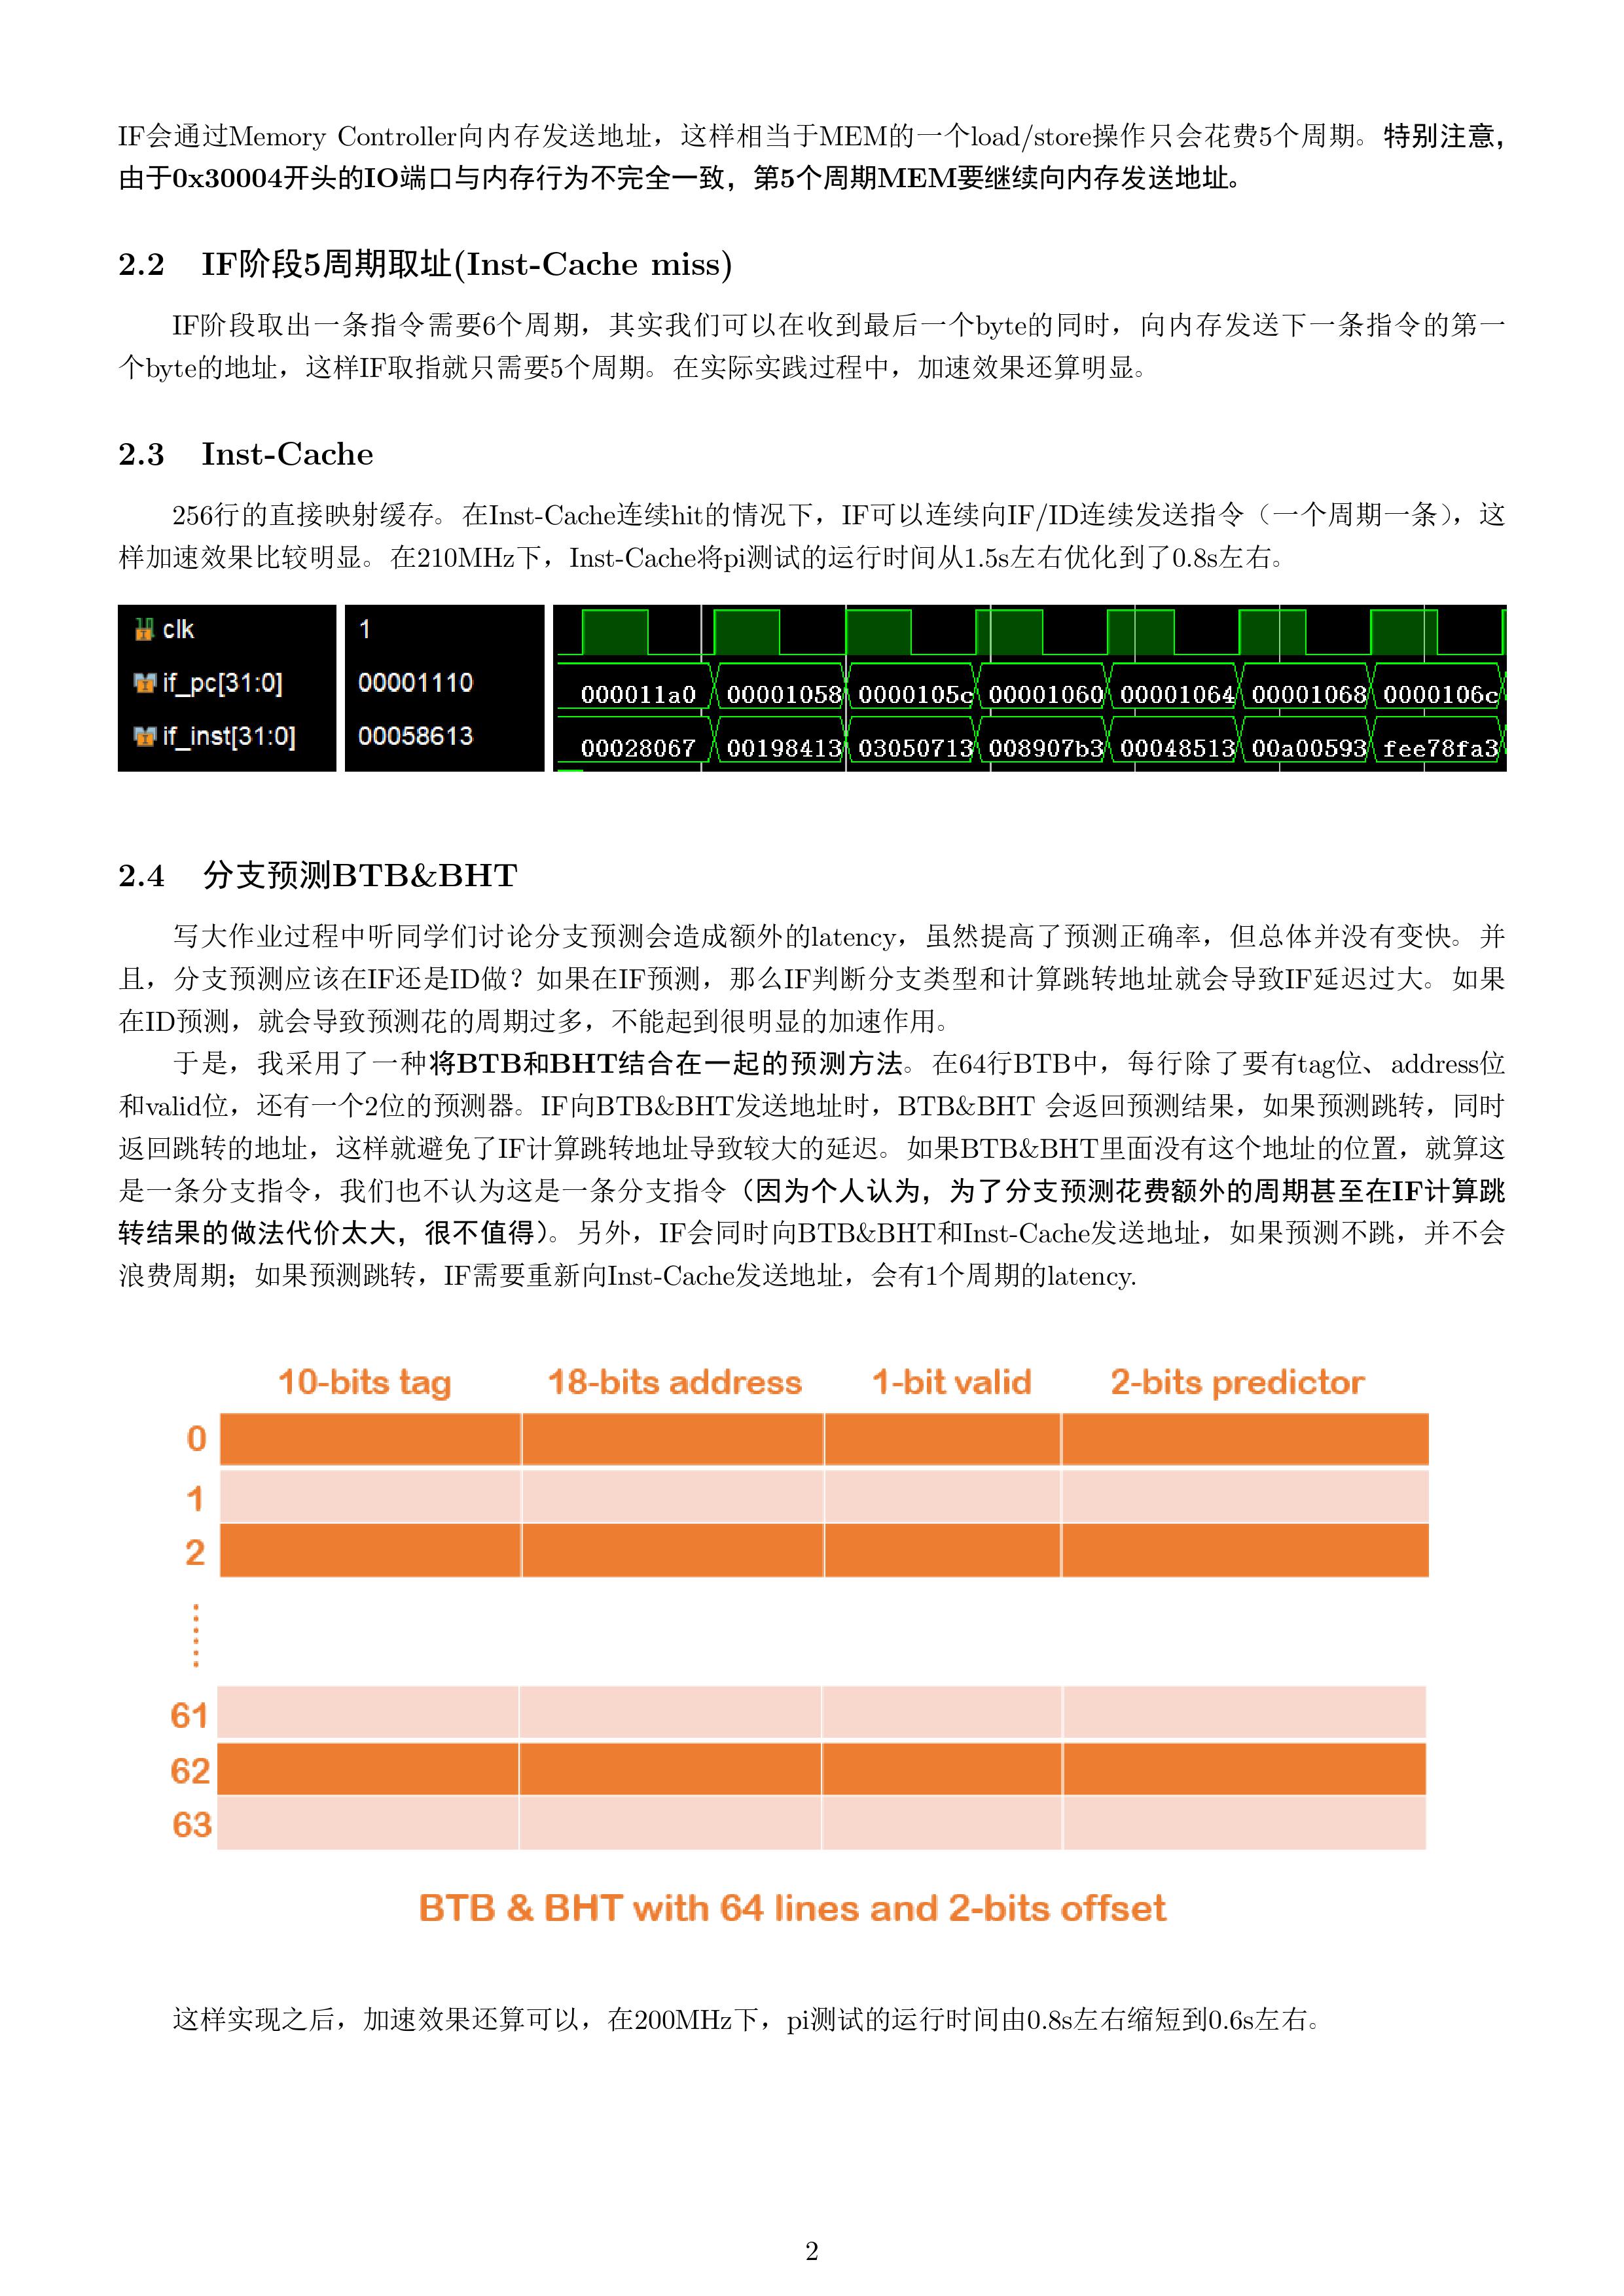 IF会通过Memory Controller向内存发送地址，这样相当于MEM的一个load/store操作只会花费5个周期。特别注意，
由于0x30004开头的IO端口与内存行为不完全一致，第5个周期MEM要继续向内存发送地址。
2.2 IF阶段5周期取址(Inst-Cache miss)
IF阶段取出一条指令需要6个周期，其实我们可以在收到最后一个byte的同时，向内存发送下一条指令的第一
个byte的地址，这样IF取指就只需要5个周期。在实际实践过程中，加速效果还算明显。
2.3 Inst-Cache
256行的直接映射缓存。在Inst-Cache连续hit的情况下，IF可以连续向IF/ID连续发送指令（一个周期一条），这
样加速效果比较明显。在210MHz下，Inst-Cache将pi测试的运行时间从1.5s左右优化到了0.8s左右。
clk 1
if_pc[31:0] 00001110 000011a0 00001058 0000105c 00001060 00001064 00001068 0000106c
if_inst[31:0] 00058613 00028067 00198413 03050713 008907b3 00048513 00a00593 fee78fa3
2.4 分支预测BTB&BHT
写大作业过程中听同学们讨论分支预测会造成额外的latency，虽然提高了预测正确率，但总体并没有变快。并
且，分支预测应该在IF还是ID做？如果在IF预测，那么IF判断分支类型和计算跳转地址就会导致IF延迟过大。如果
在ID预测，就会导致预测花的周期过多，不能起到很明显的加速作用。
于是，我采用了一种将BTB和BHT结合在一起的预测方法。在64行BTB中，每行除了要有tag位、address位
和valid位，还有一个2位的预测器。IF向BTB&BHT发送地址时，BTB&BHT 会返回预测结果，如果预测跳转，同时
返回跳转的地址，这样就避免了IF计算跳转地址导致较大的延迟。如果BTB&BHT里面没有这个地址的位置，就算这
是一条分支指令，我们也不认为这是一条分支指令（因为个人认为，为了分支预测花费额外的周期甚至在IF计算跳
转结果的做法代价太大，很不值得）。另外，IF会同时向BTB&BHT和Inst-Cache发送地址，如果预测不跳，并不会
浪费周期；如果预测跳转，IF需要重新向Inst-Cache发送地址，会有1个周期的latency.
10-bits tag 18-bits address 1-bit valid 2-bits predictor
0
1
2
61
62
63
BTB & BHT with 64 lines and 2-bits offset
这样实现之后，加速效果还算可以，在200MHz下，pi测试的运行时间由0.8s左右缩短到0.6s左右。
2